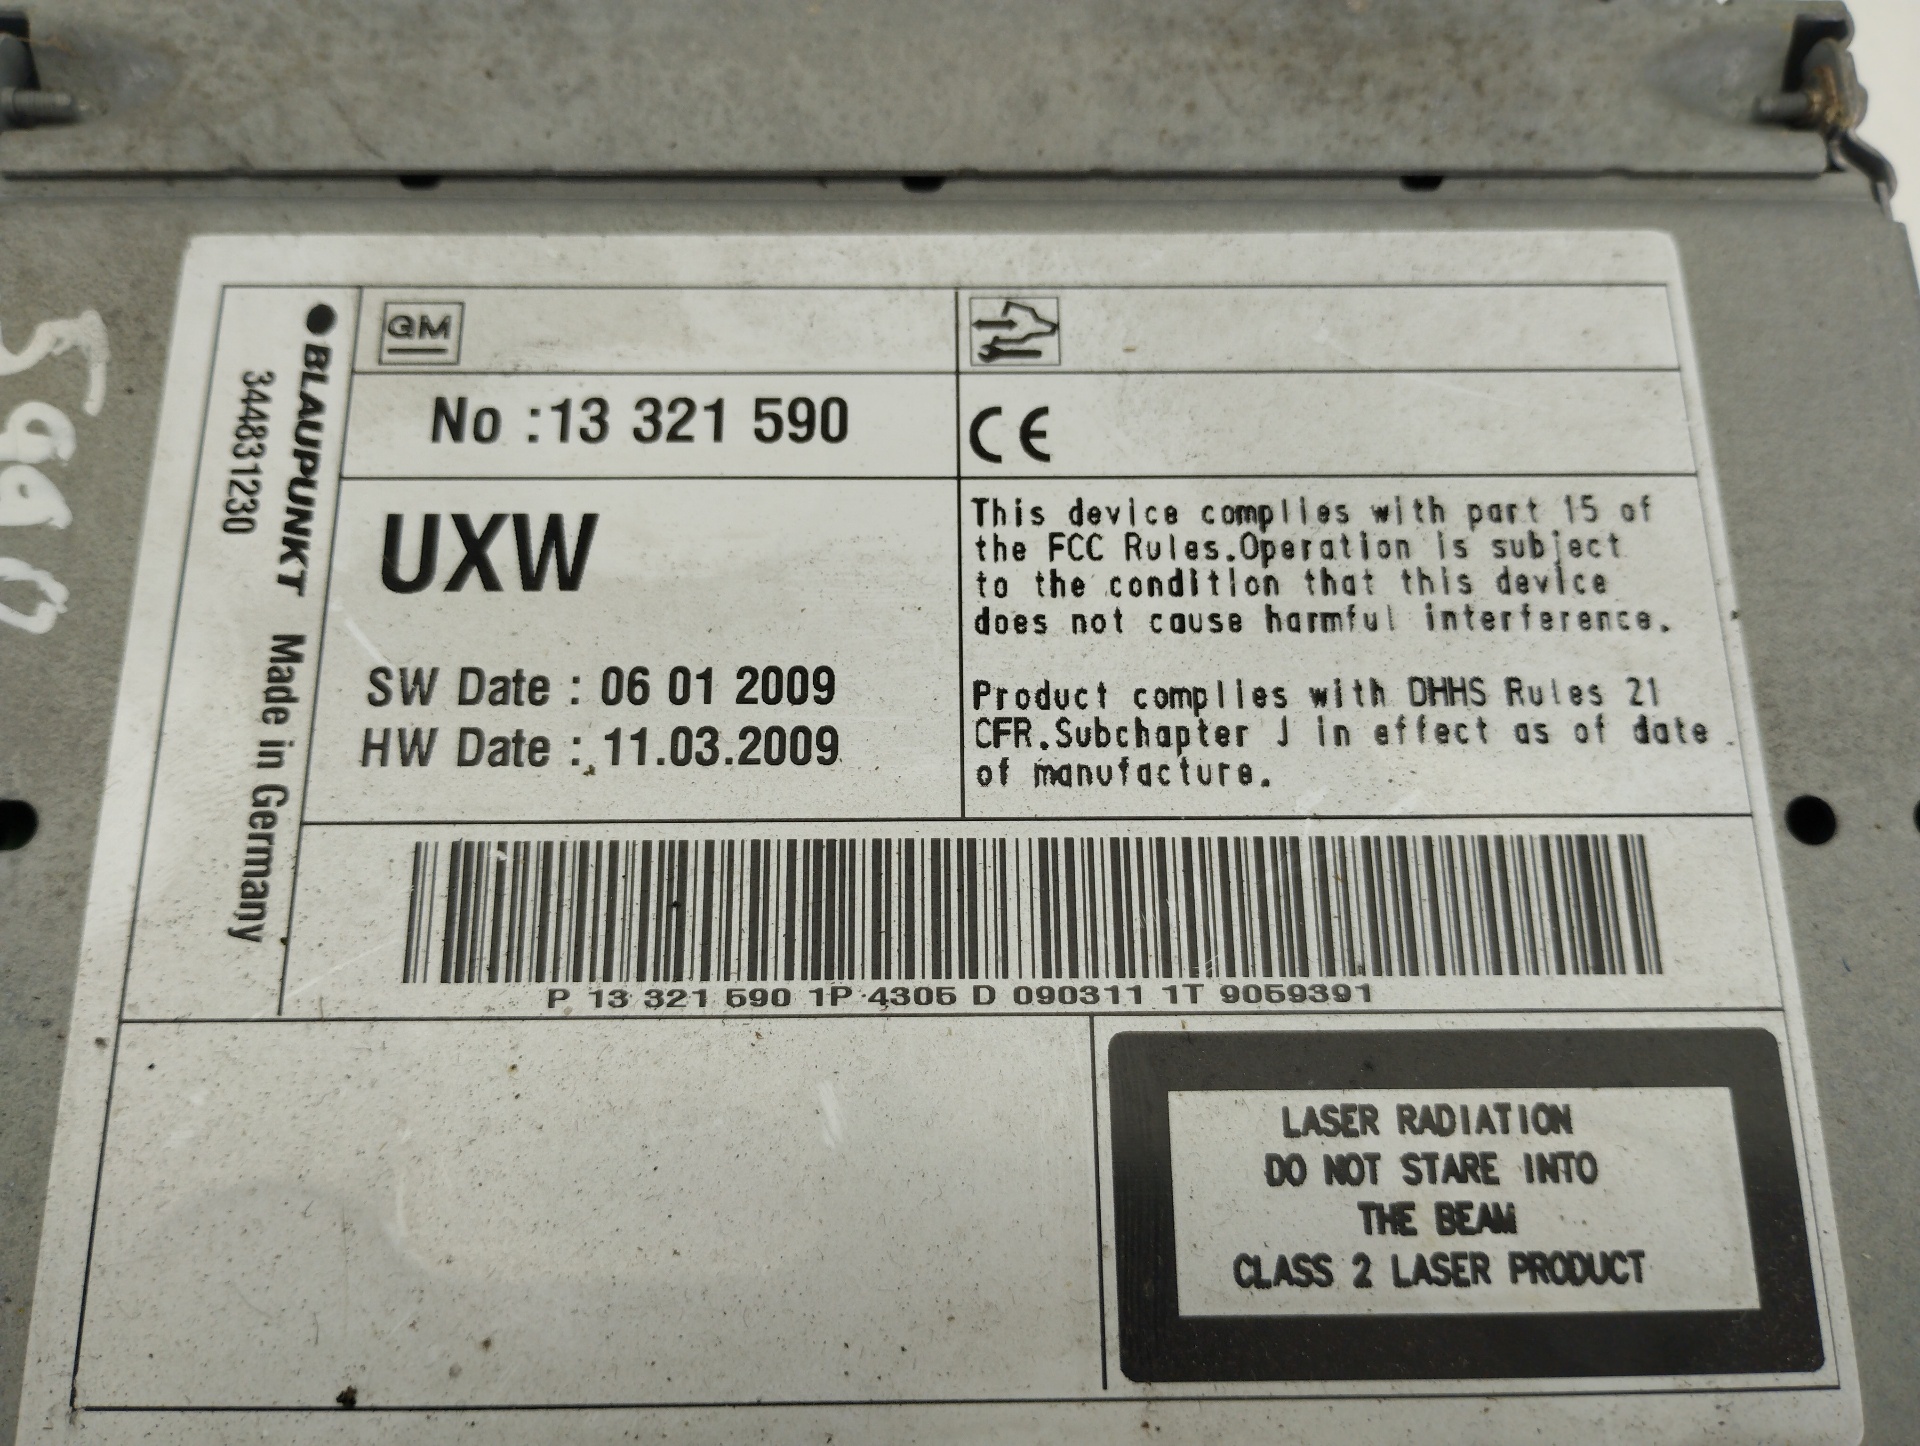 5990
BLAUPUNKT Made in Germany
3448311230
GM
No :13 321 590
CE
UXW
SW Date : 06 01 2009
HW Date : 11.03.2009
This device complies with part 15 of
the FCC Rules.Operation is subject
to the condition that this device
does not cause harmful interference.
Product complies with DHHS Rules 21
CFR.Subchapter J in effect as of date
of manufacture.
P 13 321 590 1P 4305 D 090311 1T 9059391
LASER RADIATION
DO NOT STARE INTO
THE BEAM
CLASS 2 LASER PRODUCT